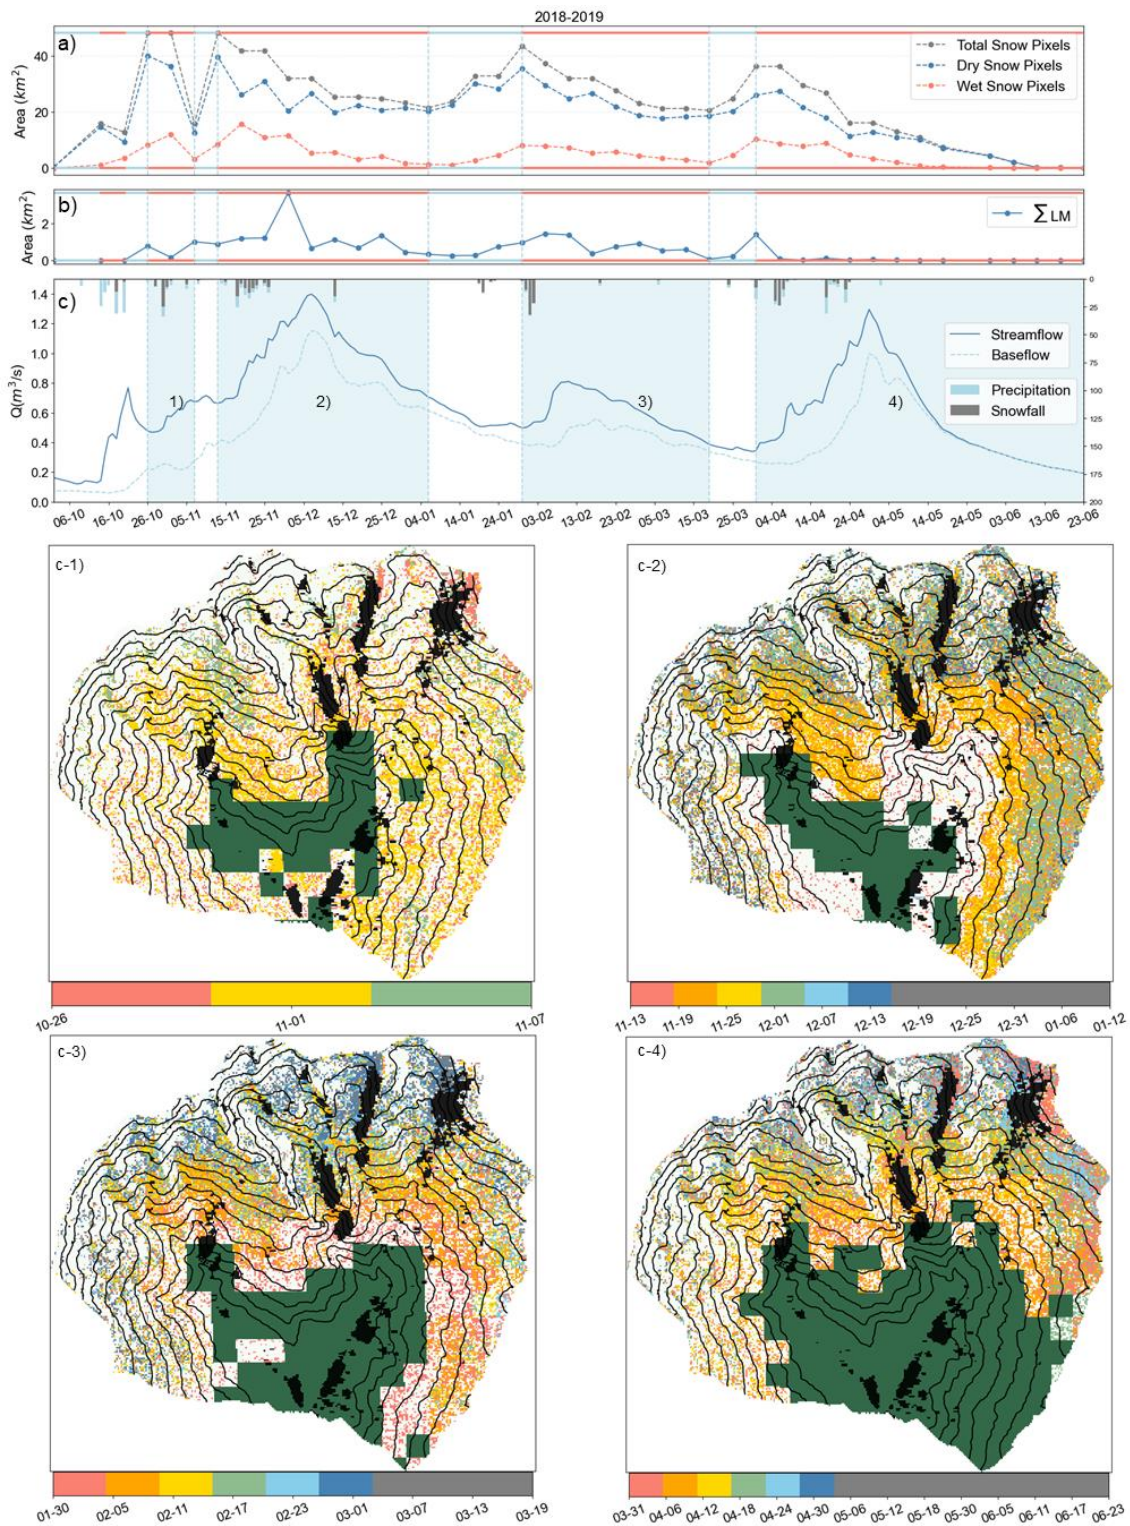 2018-2019
a)
Area (km²)
40
20
0
Total Snow Pixels
Dry Snow Pixels
Wet Snow Pixels
b)
Area (km²)
2
0
∑ LM
c)
Q(m³/s)
1.4
1.2
1.0
0.8
0.6
0.4
0.2
0.0
1)
2)
3)
4)
Streamflow
Baseflow
Precipitation
Snowfall
0
25
50
75
100
125
150
175
200
06-10 16-10 26-10 05-11 15-11 25-11 05-12 15-12 25-12 04-01 14-01 24-01 03-02 13-02 23-02 05-03 15-03 25-03 04-04 14-04 24-04 04-05 14-05 24-05 03-06 13-06 23-06
c-1)
10-26 11-01 11-07
c-2)
11-13 11-19 11-25 12-01 12-07 12-13 12-19 12-25 12-31 01-06 01-12
c-3)
01-30 02-05 02-11 02-17 02-23 03-01 03-07 03-13 03-19
c-4)
03-31 04-06 04-12 04-18 04-24 04-30 05-06 05-12 05-18 05-30 06-05 06-11 06-17 06-23